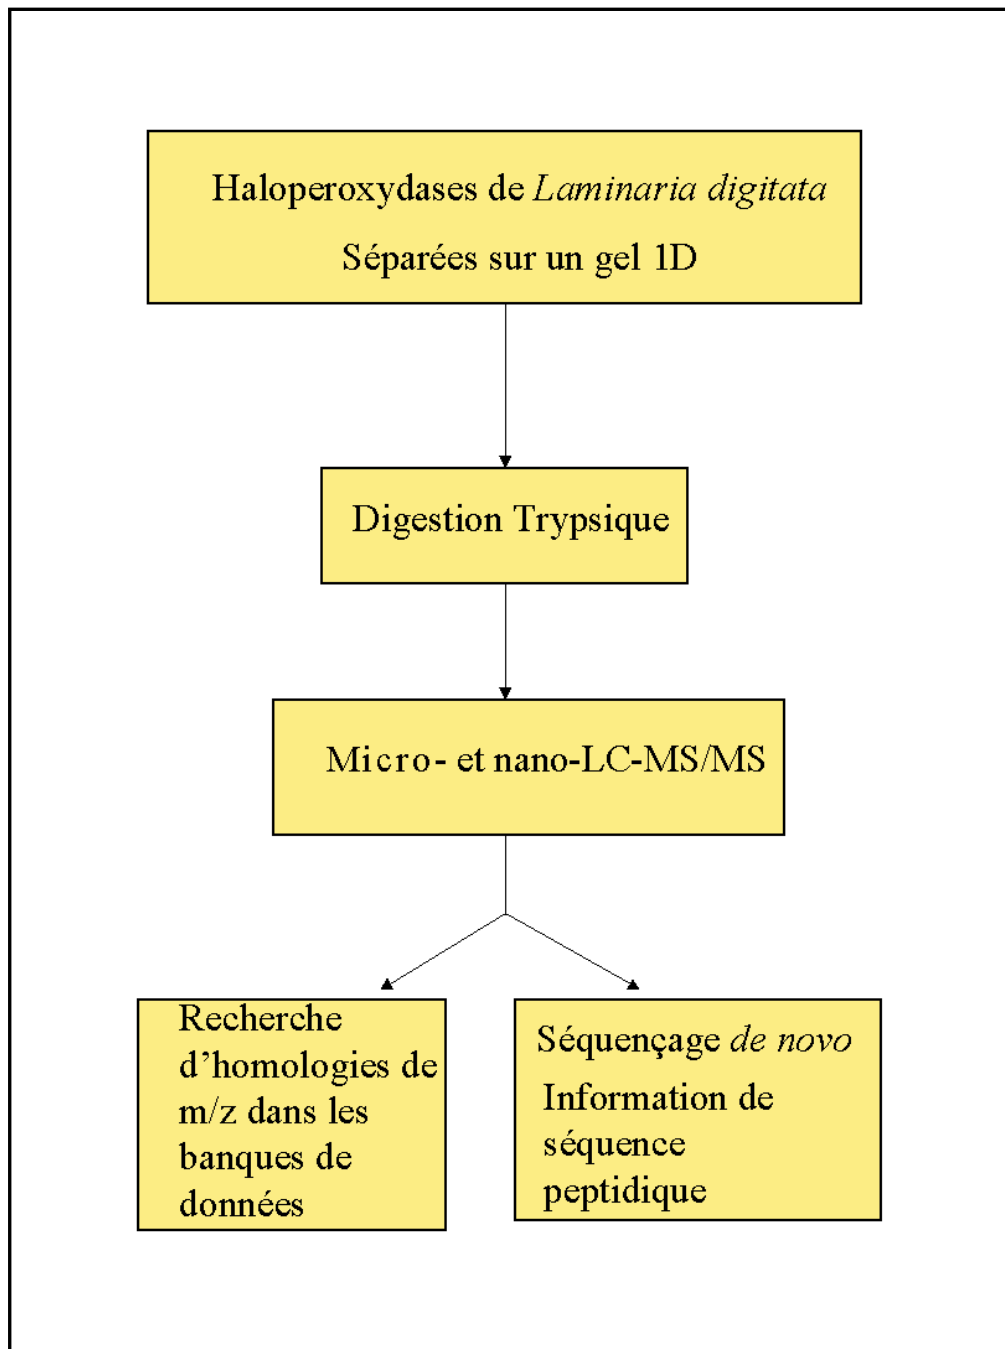 Haloperoxydases de Laminaria digitata
Séparées sur un gel 1D
Digestion Trypsique
Micro- et nano-LC-MS/MS
Recherche
d’homologies de
m/z dans les
banques de
données
Séquençage de novo
Information de
séquence
peptidique